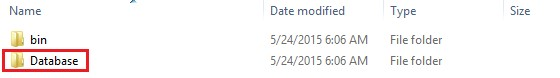 Name Date modified Type Size
bin 5/24/2015 6:06 AM File folder
Database 5/24/2015 6:06 AM File folder